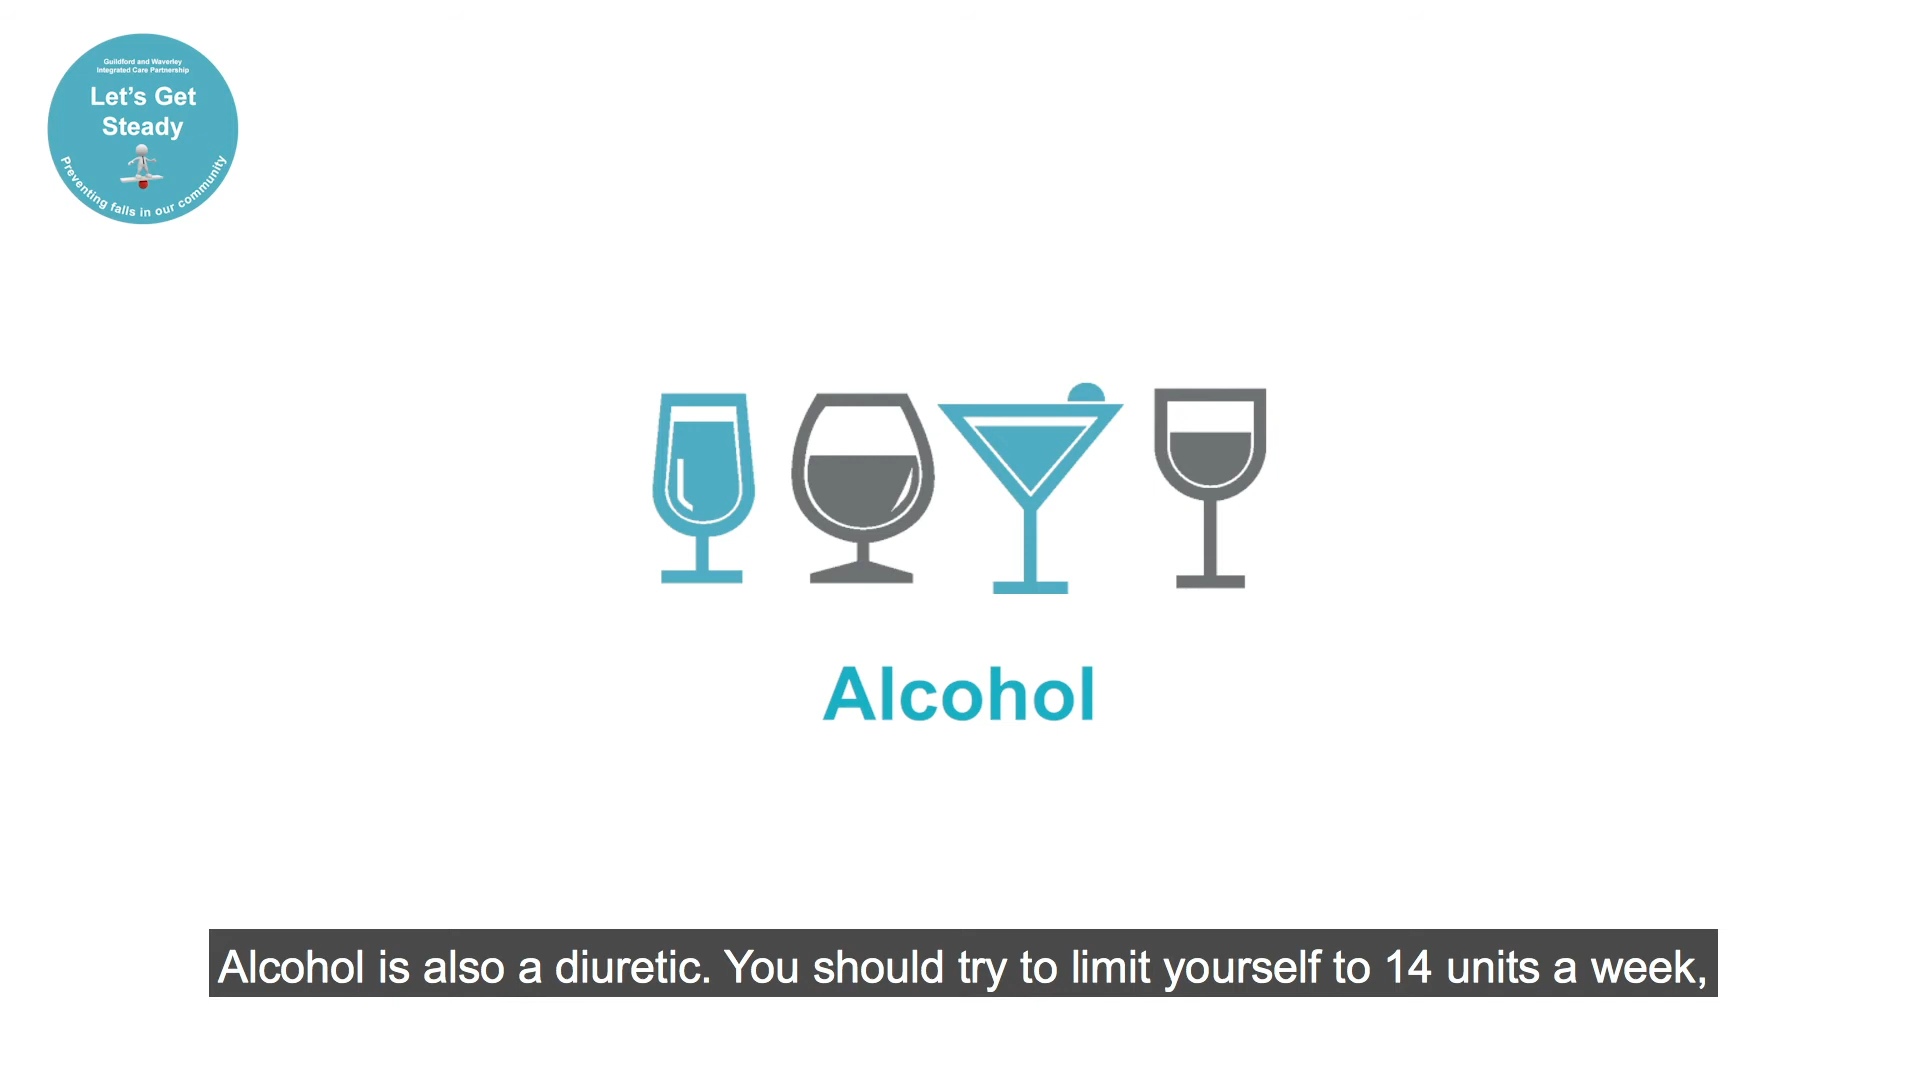 Guildford and Waverley
Integrated Care Partnership
Let's Get
Steady
Preventing falls in our community
Alcohol
Alcohol is also a diuretic. You should try to limit yourself to 14 units a week,